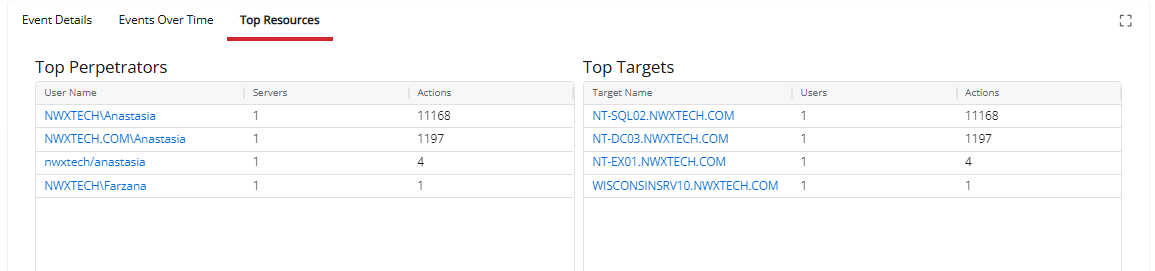 Event Details Events Over Time Top Resources
Top Perpetrators Top Targets
User Name Servers Actions Target Name Users Actions
NWXTECH\Anastasia 1 11168 NT-SQL02.NWXTECH.COM 1 11168
NWXTECH.COM\Anastasia 1 1197 NT-DC03.NWXTECH.COM 1 1197
nwxtech/anastasia 1 4 NT-EX01.NWXTECH.COM 1 4
NWXTECH\Farzana 1 1 WISCONSINSRV10.NWXTECH.COM 1 1